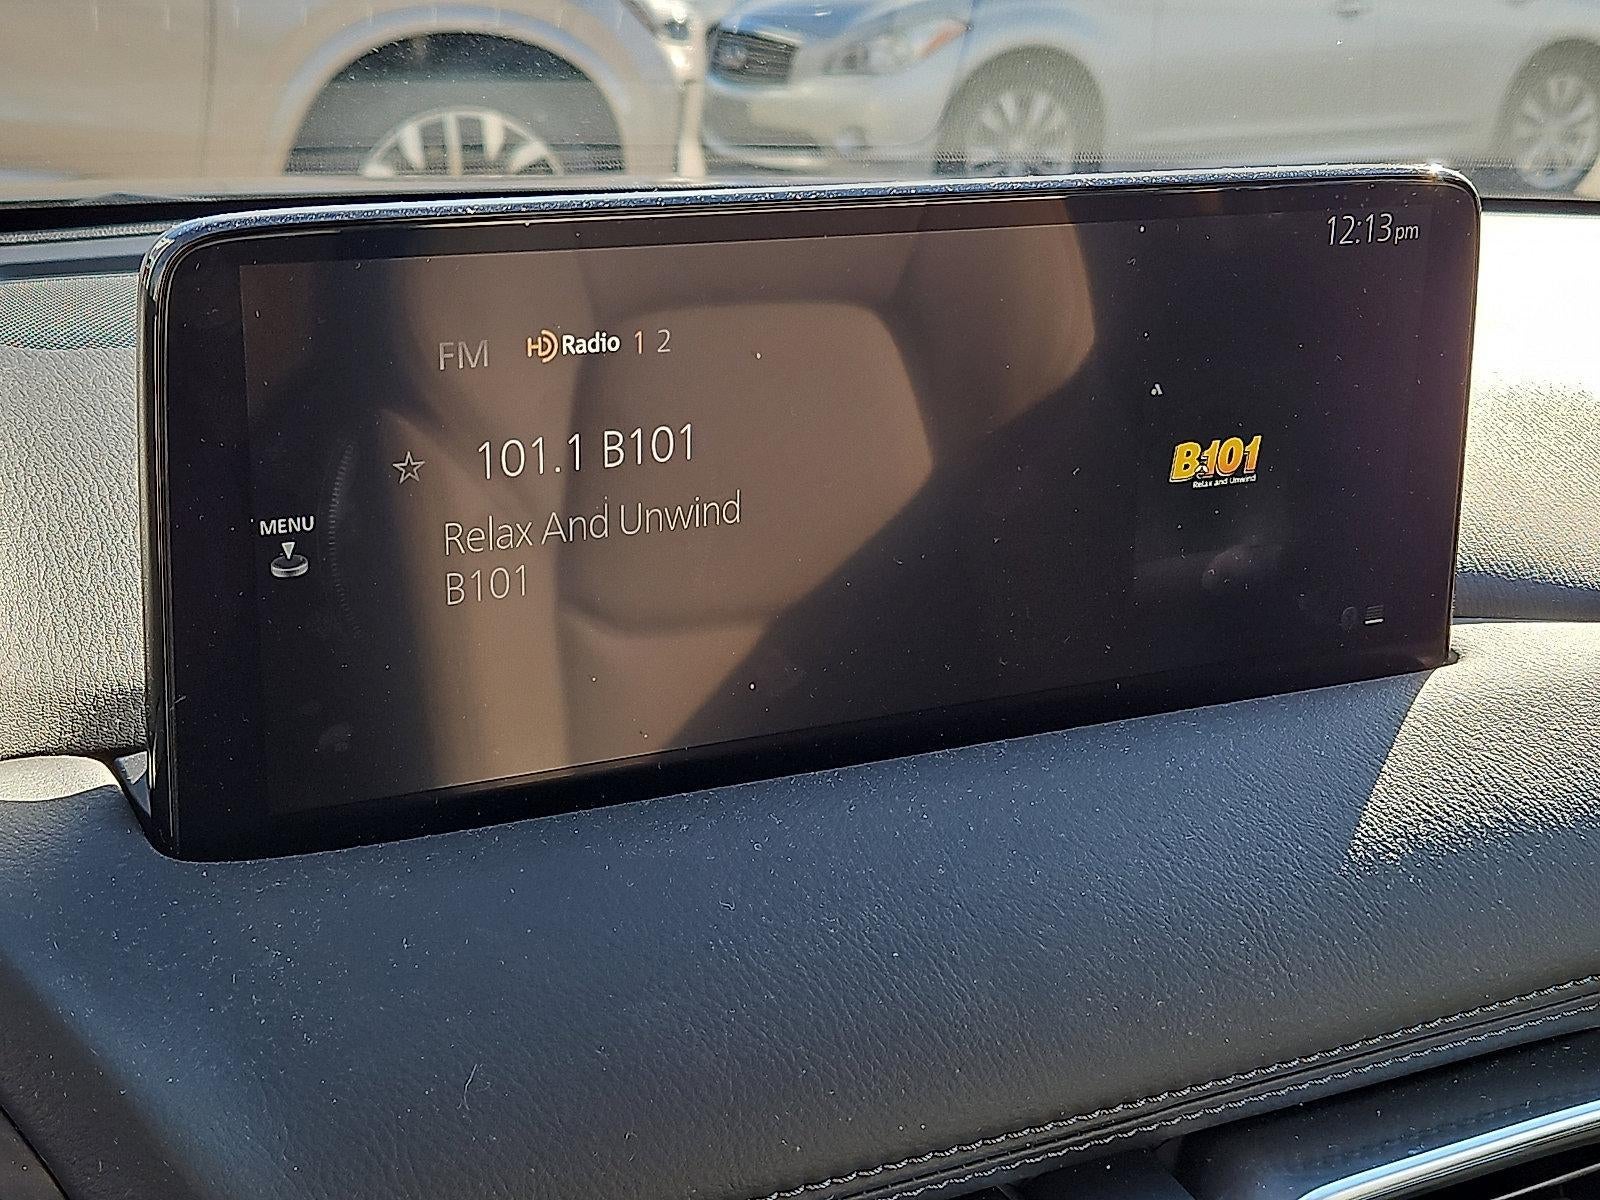 12:13pm
FM HD Radio 1 2
101.1 B101
Relax And Unwind
B101
MENU
B101
Relax and Unwind